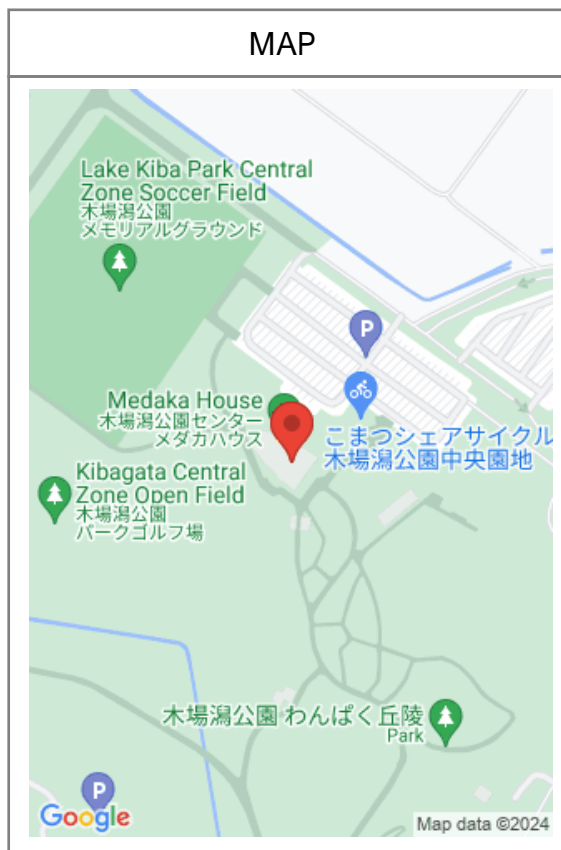 MAP
Lake Kiba Park Central
Zone Soccer Field
木場潟公園
メモリアルグラウンド
P
Medaka House
木場潟公園センター
メダカハウス
こまつシェアサイクル
木場潟公園中央園地
Kibagata Central
Zone Open Field
木場潟公園
パークゴルフ場
木場潟公園 わんぱく丘陵
Park
P
Google
Map data ©2024